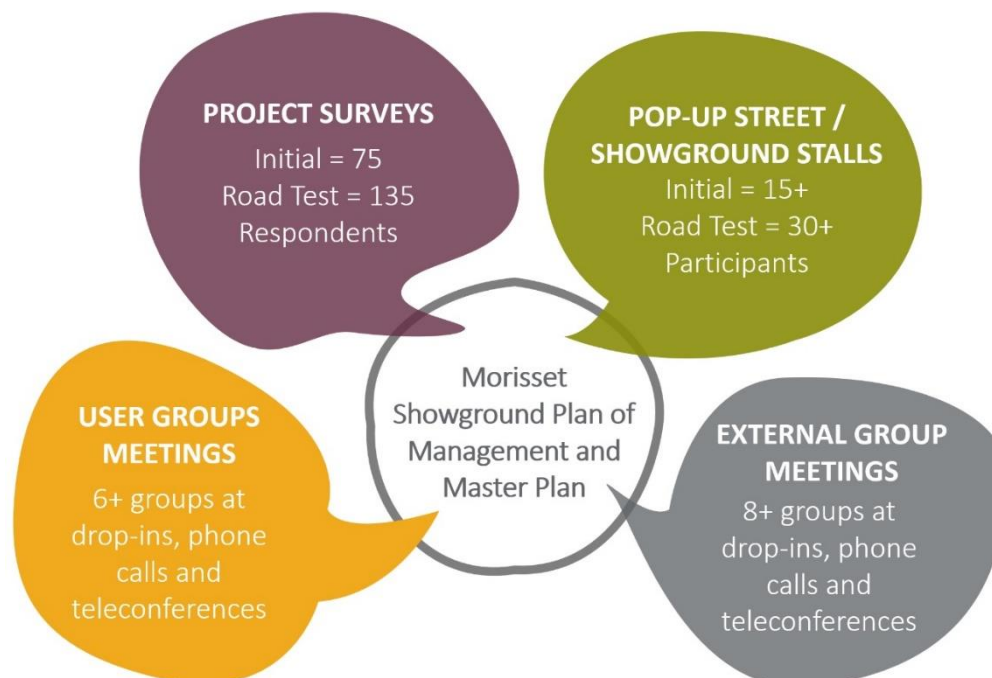 PROJECT SURVEYS
Initial = 75
Road Test = 135
Respondents
POP-UP STREET /
SHOWGROUND STALLS
Initial = 15+
Road Test = 30+
Participants
Morisset
Showground Plan of
Management and
Master Plan
USER GROUPS
MEETINGS
6+ groups at
drop-ins, phone
calls and
teleconferences
EXTERNAL GROUP
MEETINGS
8+ groups at
drop-ins, phone
calls and
teleconferences